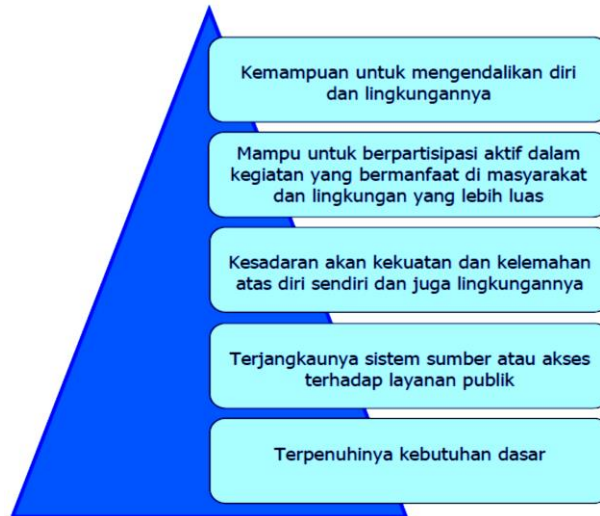 Kemampuan untuk mengendalikan diri
dan lingkungannya
Mampu untuk berpartisipasi aktif dalam
kegiatan yang bermanfaat di masyarakat
dan lingkungan yang lebih luas
Kesadaran akan kekuatan dan kelemahan
atas diri sendiri dan juga lingkungannya
Terjangkaunya sistem sumber atau akses
terhadap layanan publik
Terpenuhinya kebutuhan dasar